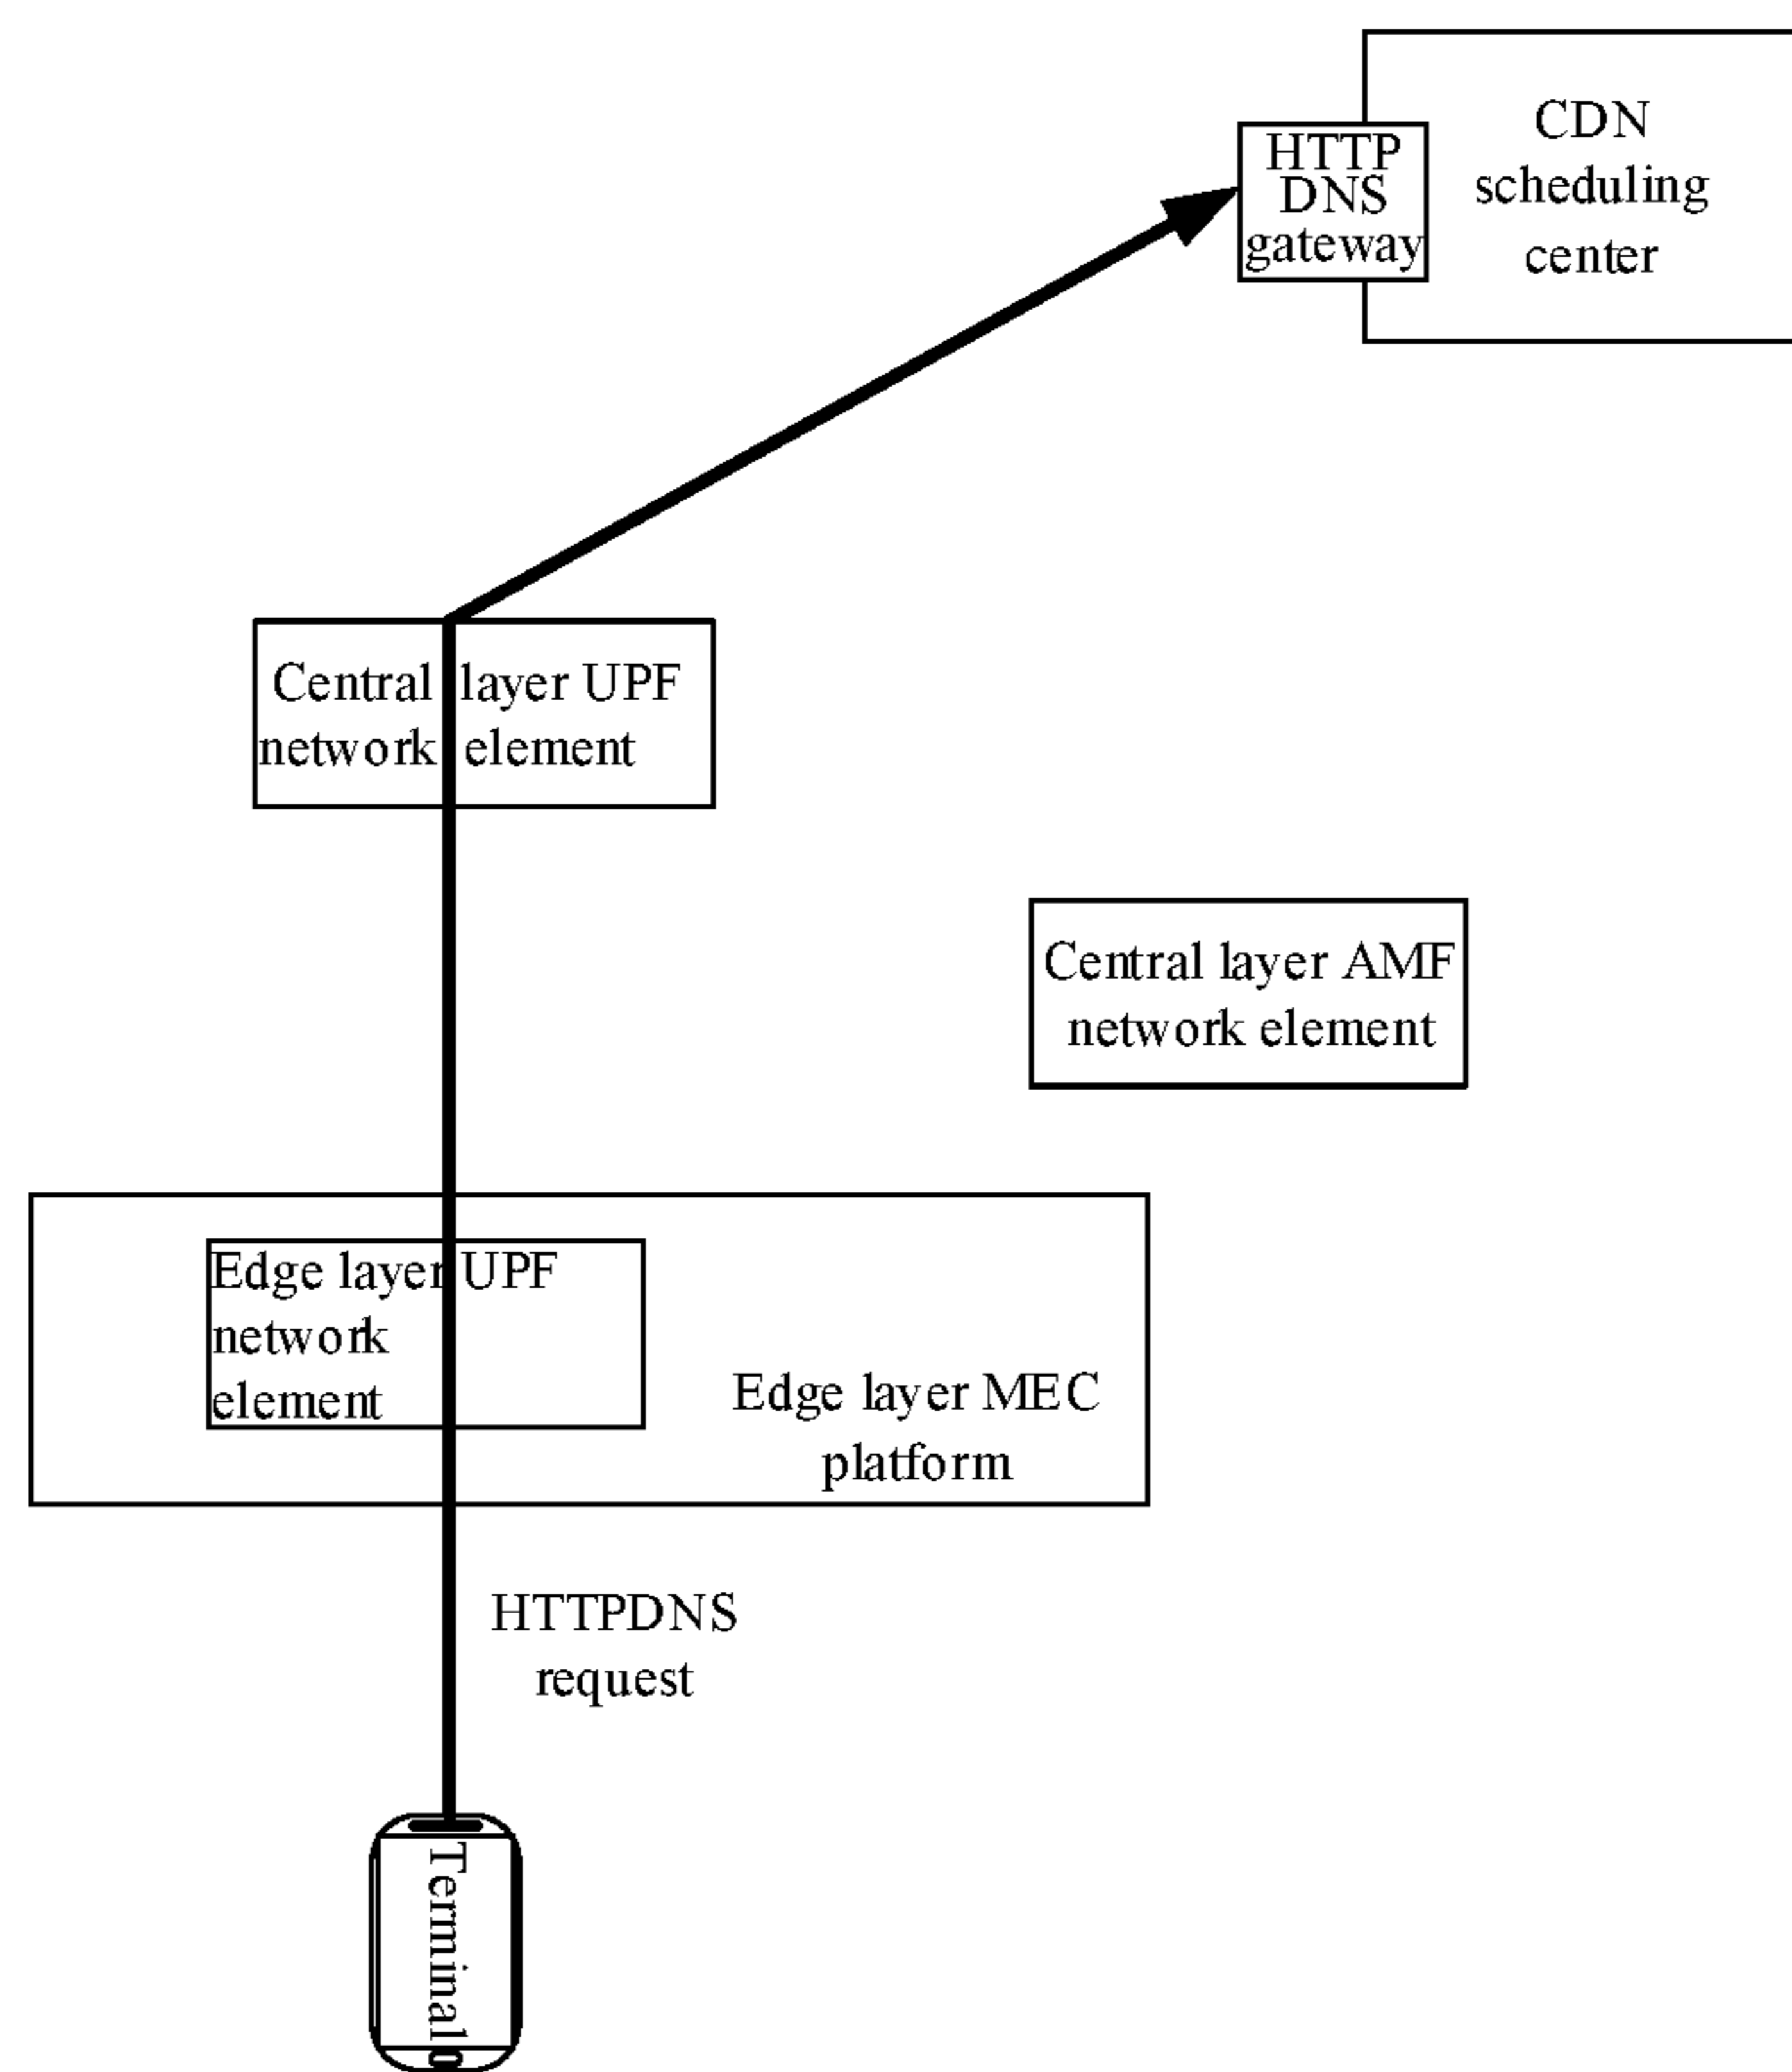 CDN
scheduling
center
HTTP
DNS
gateway
Central layer UPF
network element
Central layer AMF
network element
Edge layer UPF
network
element
Edge layer MEC
platform
HTTPDNS
request
Terminal